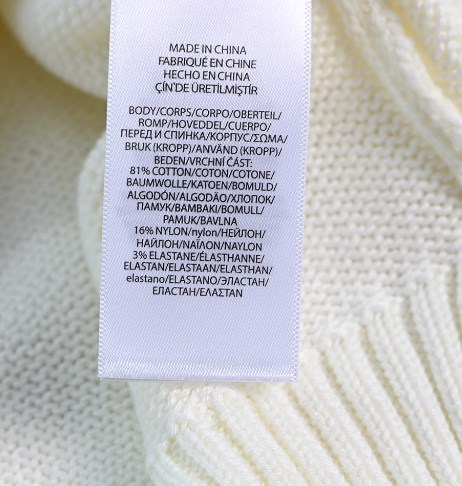 MADE IN CHINA
FABRIQUÉ EN CHINE
HECHO EN CHINA
ÇİN'DE ÜRETİLMİŞTİR
BODY/CORPS/CORPO/OBERTEIL/
ROMP/HOVEDDEL/CUERPO/
ПЕРЕД И СПИНКА/КОРПУС/ΣΩΜΑ/
BRUK (KROPP)/ANVÄND (KROPP)/
BEDEN/VRCHNÍ ČÁST:
81% COTTON/COTON/COTONE/
BAUMWOLLE/KATOEN/BOMULD/
ALGODÓN/ALGODÃO/ХЛОПОК/
ПАМУК/ΒΑΜΒΑΚΙ/BOMULL/
PAMUK/BAVLNA
16% NYLON/nylon/НЕЙЛОН/
НАЙЛОН/ΝΑΪΛΟΝ/NAYLON
3% ELASTANE/ÉLASTHANNE/
ELASTAN/ELASTAAN/ELASTHAN/
elastano/ELASTANO/ЭЛАСТАН/
ЕЛАСТАН/ΕΛΑΣΤΑΝ